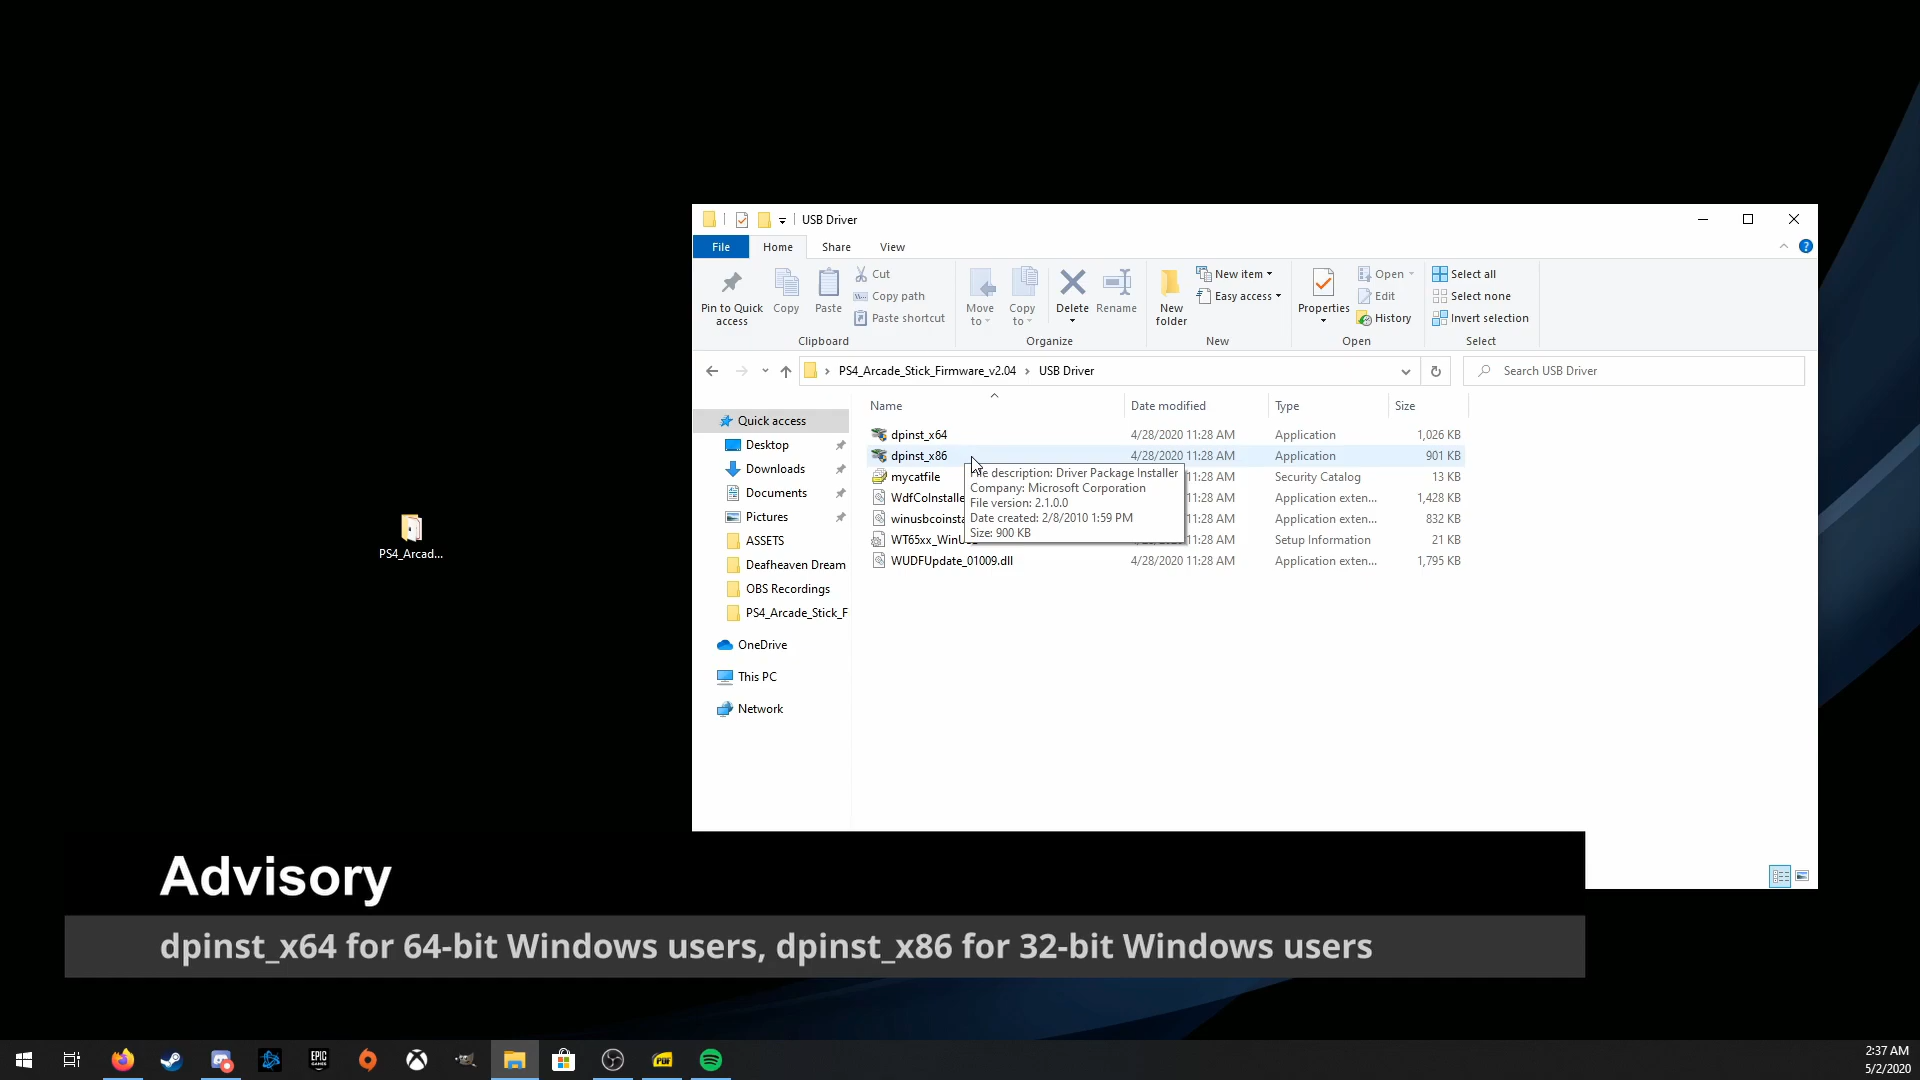 USB Driver
File
Home
Share
View
Pin to Quick access
Copy
Paste
Cut
Copy path
Paste shortcut
Clipboard
Move to
Copy to
Delete
Rename
Organize
New folder
New item
Easy access
New
Properties
Open
Edit
History
Open
Select all
Select none
Invert selection
Select
PS4_Arcade_Stick_Firmware_v2.04 › USB Driver
Search USB Driver
Quick access
Desktop
Downloads
Documents
Pictures
ASSETS
Deafheaven Dream
OBS Recordings
PS4_Arcade_Stick_F
OneDrive
This PC
Network
Name Date modified Type Size
dpinst_x64 4/28/2020 11:28 AM Application 1,026 KB
dpinst_x86 4/28/2020 11:28 AM Application 901 KB
mycatfile 11:28 AM Security Catalog 13 KB
WdfCoInstalle 11:28 AM Application exten... 1,428 KB
winusbcoinsta 11:28 AM Application exten... 832 KB
WT65xx_WinU 11:28 AM Setup Information 21 KB
WUDFUpdate_01009.dll 4/28/2020 11:28 AM Application exten... 1,795 KB
File description: Driver Package Installer
Company: Microsoft Corporation
File version: 2.1.0.0
Date created: 2/8/2010 1:59 PM
Size: 900 KB
PS4_Arcad...
Advisory
dpinst_x64 for 64-bit Windows users, dpinst_x86 for 32-bit Windows users
EPIC
GAMES
PDF
2:37 AM
5/2/2020